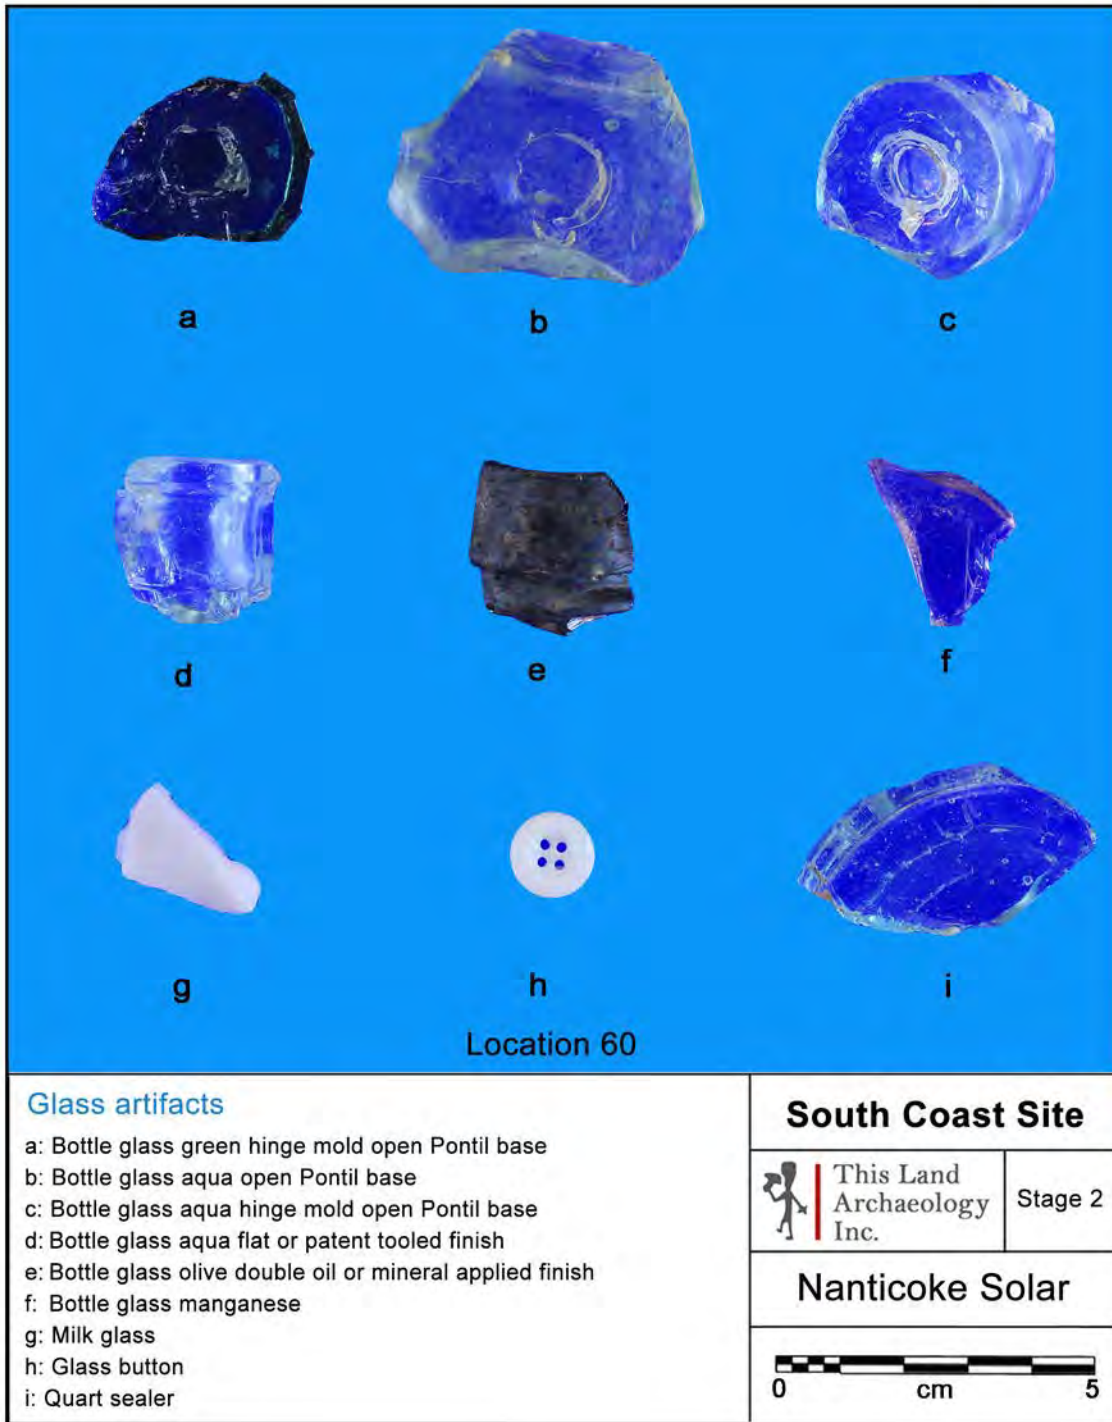 a
b
c
d
e
f
g
h
i
Location 60
Glass artifacts
a: Bottle glass green hinge mold open Pontil base
b: Bottle glass aqua open Pontil base
c: Bottle glass aqua hinge mold open Pontil base
d: Bottle glass aqua flat or patent tooled finish
e: Bottle glass olive double oil or mineral applied finish
f: Bottle glass manganese
g: Milk glass
h: Glass button
i: Quart sealer
South Coast Site
This Land
Archaeology
Inc.
Stage 2
Nanticoke Solar
0 cm 5